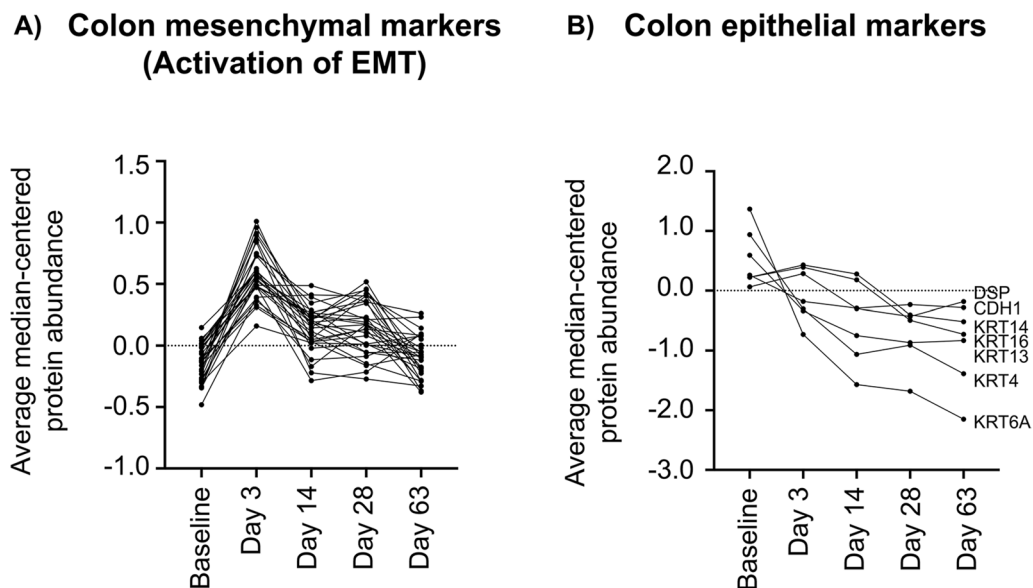 A) Colon mesenchymal markers
(Activation of EMT)
Average median-centered
protein abundance
1.5
1.0
0.5
0.0
-0.5
-1.0
Baseline
Day 3
Day 14
Day 28
Day 63
B) Colon epithelial markers
Average median-centered
protein abundance
2.0
1.0
0.0
-1.0
-2.0
-3.0
DSP
CDH1
KRT14
KRT16
KRT13
KRT4
KRT6A
Baseline
Day 3
Day 14
Day 28
Day 63